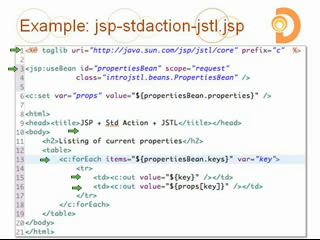 Example: jsp-stdaction-jstl.jsp
1 <%@ taglib uri="http://java.sun.com/jsp/jstl/core" prefix="c" %>
2
3 <jsp:useBean id="propertiesBean" scope="request"
4 class="introjstl.beans.PropertiesBean" />
5
6 <c:set var="props" value="${propertiesBean.properties}" />
7
8 <html>
9 <head><title>JSP + Std Action + JSTL</title></head>
10 <body>
11 <h2>Listing of current properties</h2>
12 <table>
13 <c:forEach items="${propertiesBean.keys}" var="key">
14 <tr>
15 <td><c:out value="${key}" /></td>
16 <td><c:out value="${props[key]}" /></td>
17 </tr>
18 </c:forEach>
19 </table>
20 </body>
21 </html>